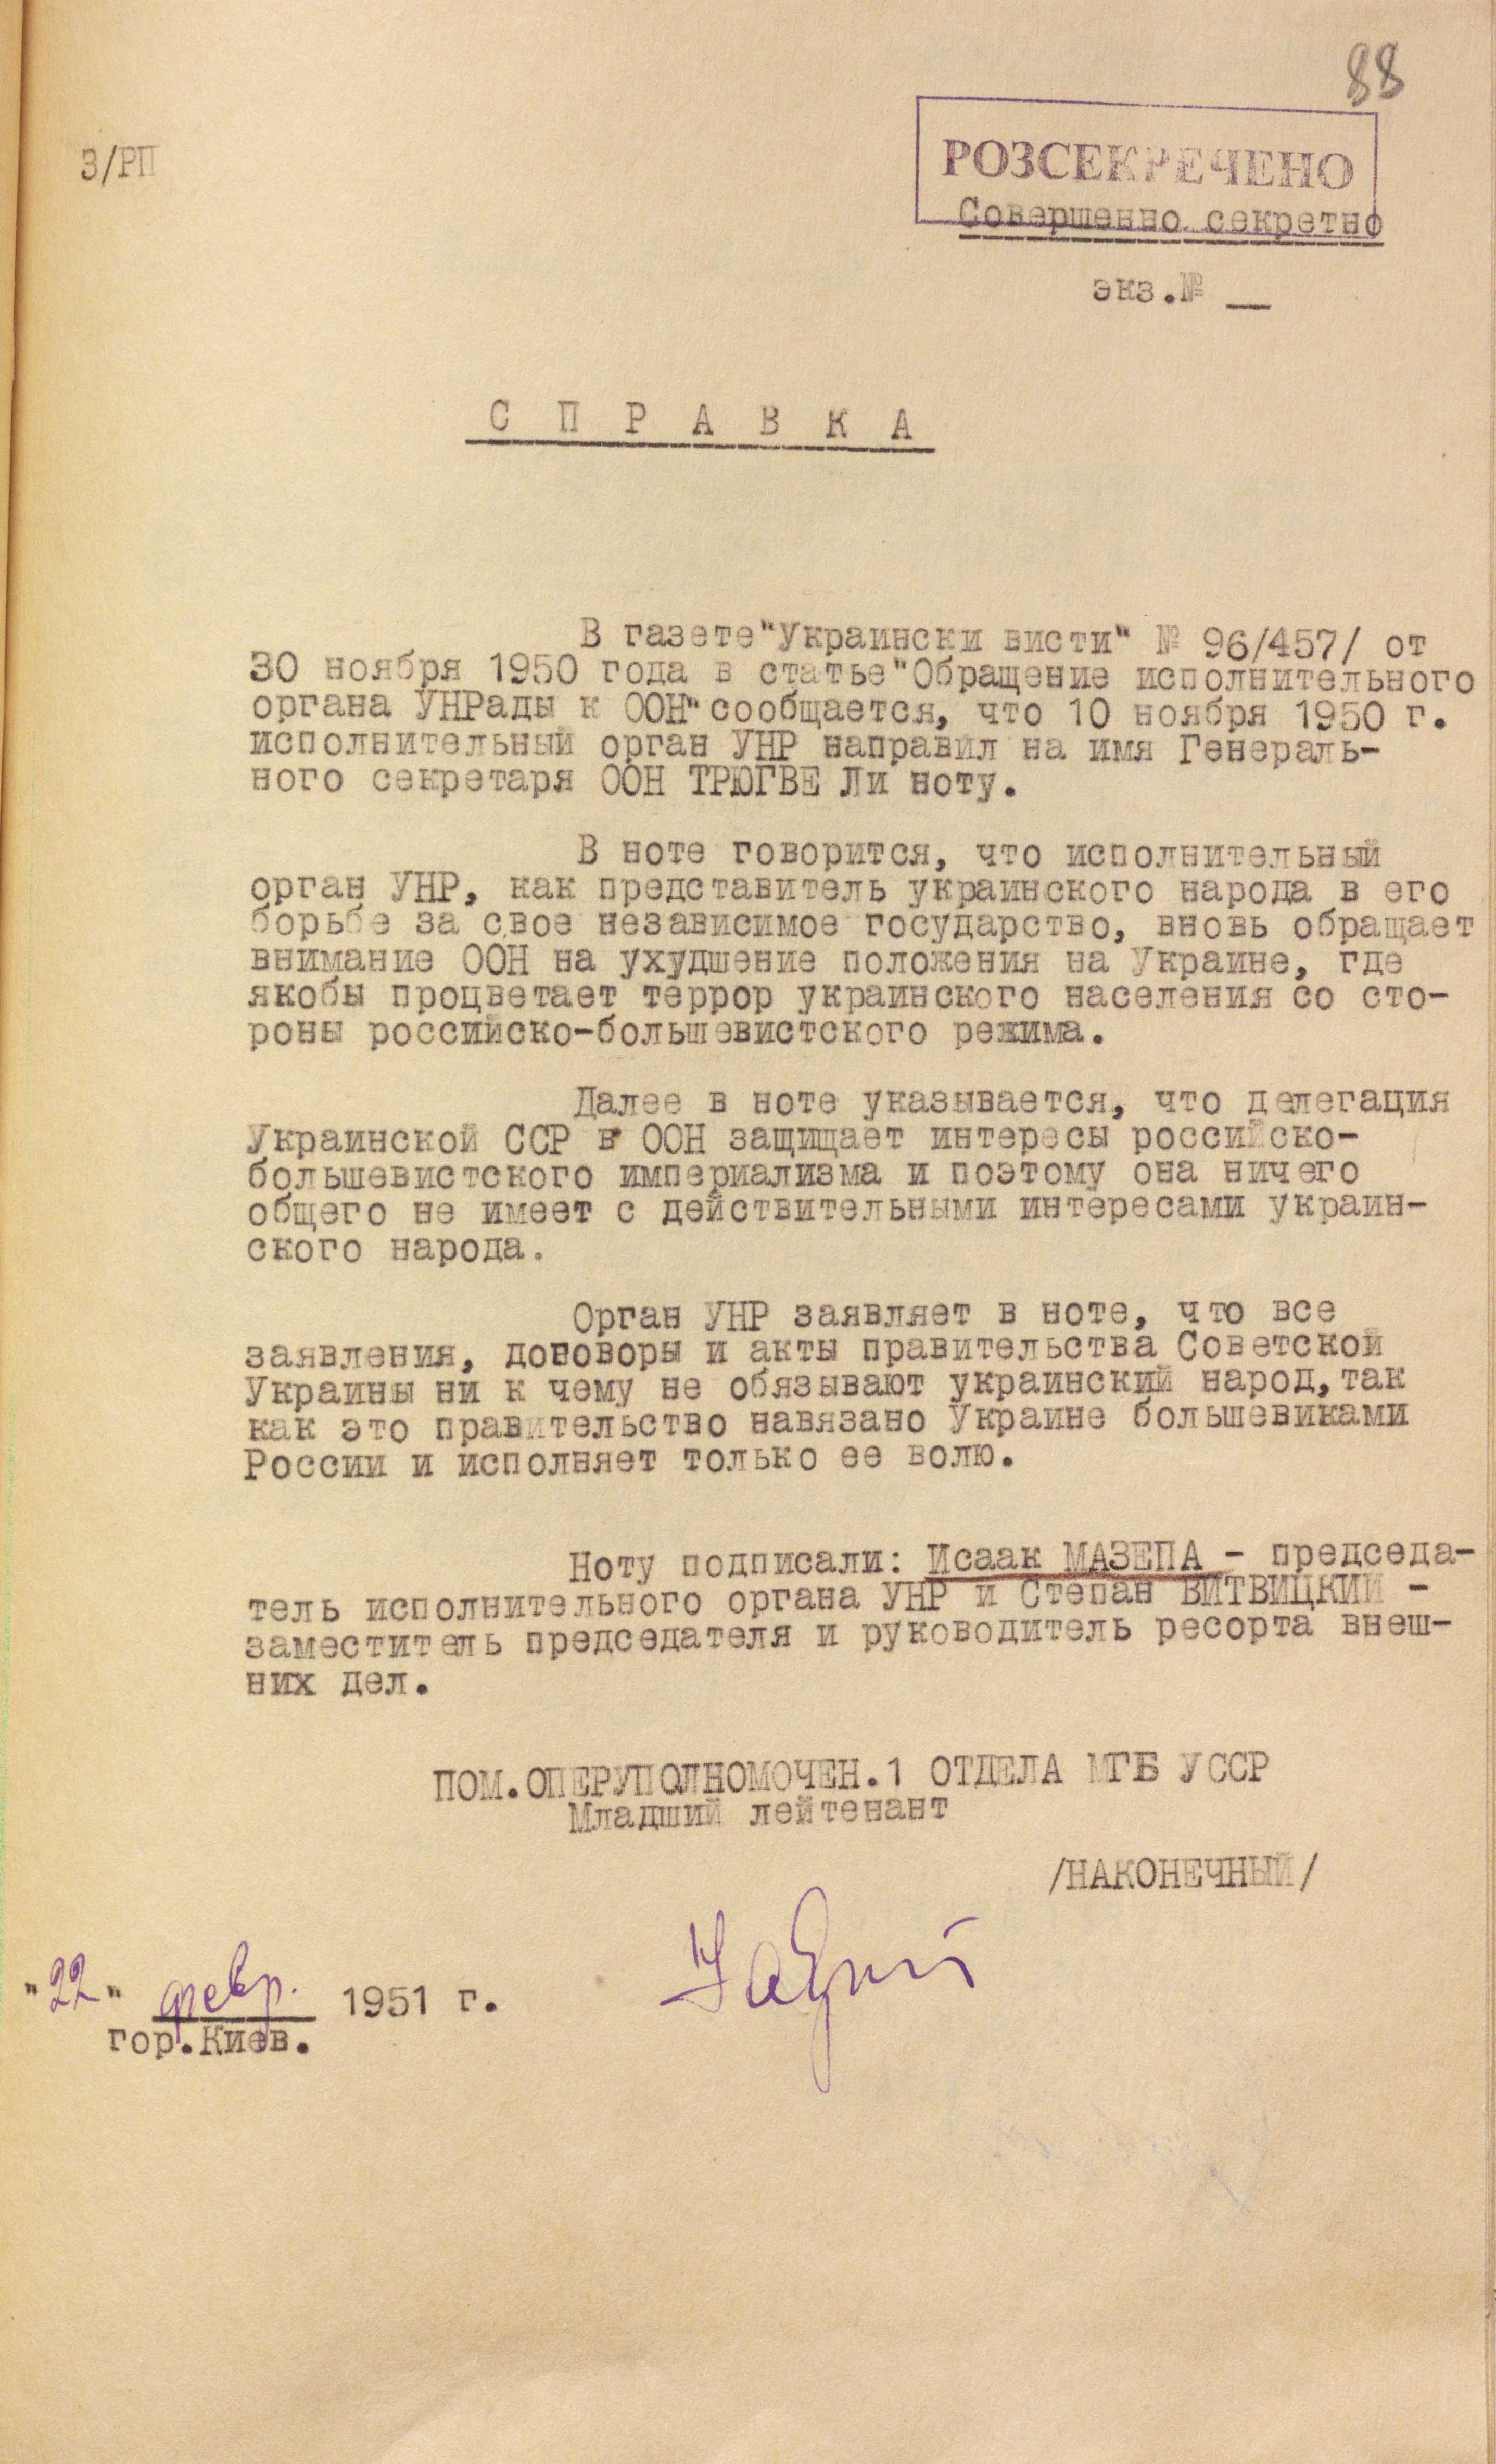 88
3/РП
РОЗСЕКРЕЧЕНО
Совершенно секретно
экз.№ __
С П Р А В К А
В газете "Украински висти" № 96/457/ от
30 ноября 1950 года в статье "Обращение исполнительного
органа УНРады к ООН" сообщается, что 10 ноября 1950 г.
исполнительный орган УНР направил на имя Генераль-
ного секретаря ООН ТРЮГВЕ Ли ноту.
В ноте говорится, что исполнительный
орган УНР, как представитель украинского народа в его
борьбе за свое независимое государство, вновь обращает
внимание ООН на ухудшение положения на Украине, где
якобы процветает террор украинского населения со сто-
роны российско-большевистского режима.
Далее в ноте указывается, что делегация
Украинской ССР в ООН защищает интересы российско-
большевистского империализма и поэтому она ничего
общего не имеет с действительными интересами украин-
ского народа.
Орган УНР заявляет в ноте, что все
заявления, договоры и акты правительства Советской
Украины ни к чему не обязывают украинский народ, так
как это правительство навязано Украине большевиками
России и исполняет только ее волю.
Ноту подписали: Исаак МАЗЕПА - председа-
тель исполнительного органа УНР и Степан ВИТВИЦКИЙ -
заместитель председателя и руководитель ресорта внеш-
них дел.
ПОМ.ОПЕРУПОЛНОМОЧЕН.1 ОТДЕЛА МГБ УССР
Младший лейтенант
/НАКОНЕЧНЫЙ/
"22" февр. 1951 г.
гор.Киев.